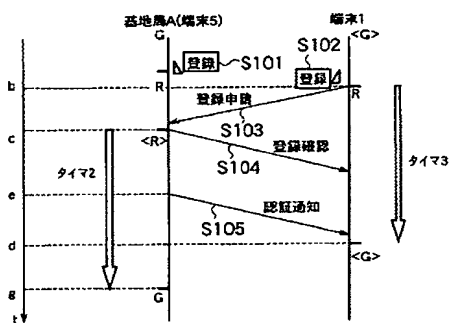 基地局A(端末5) 端末1
G <G>
登録 S101 S102
登録
b R R
登録申請
S103
c <R> 登録確認
S104
タイマ2 タイマ3
e 認証通知
S105
d <G>
g G
t